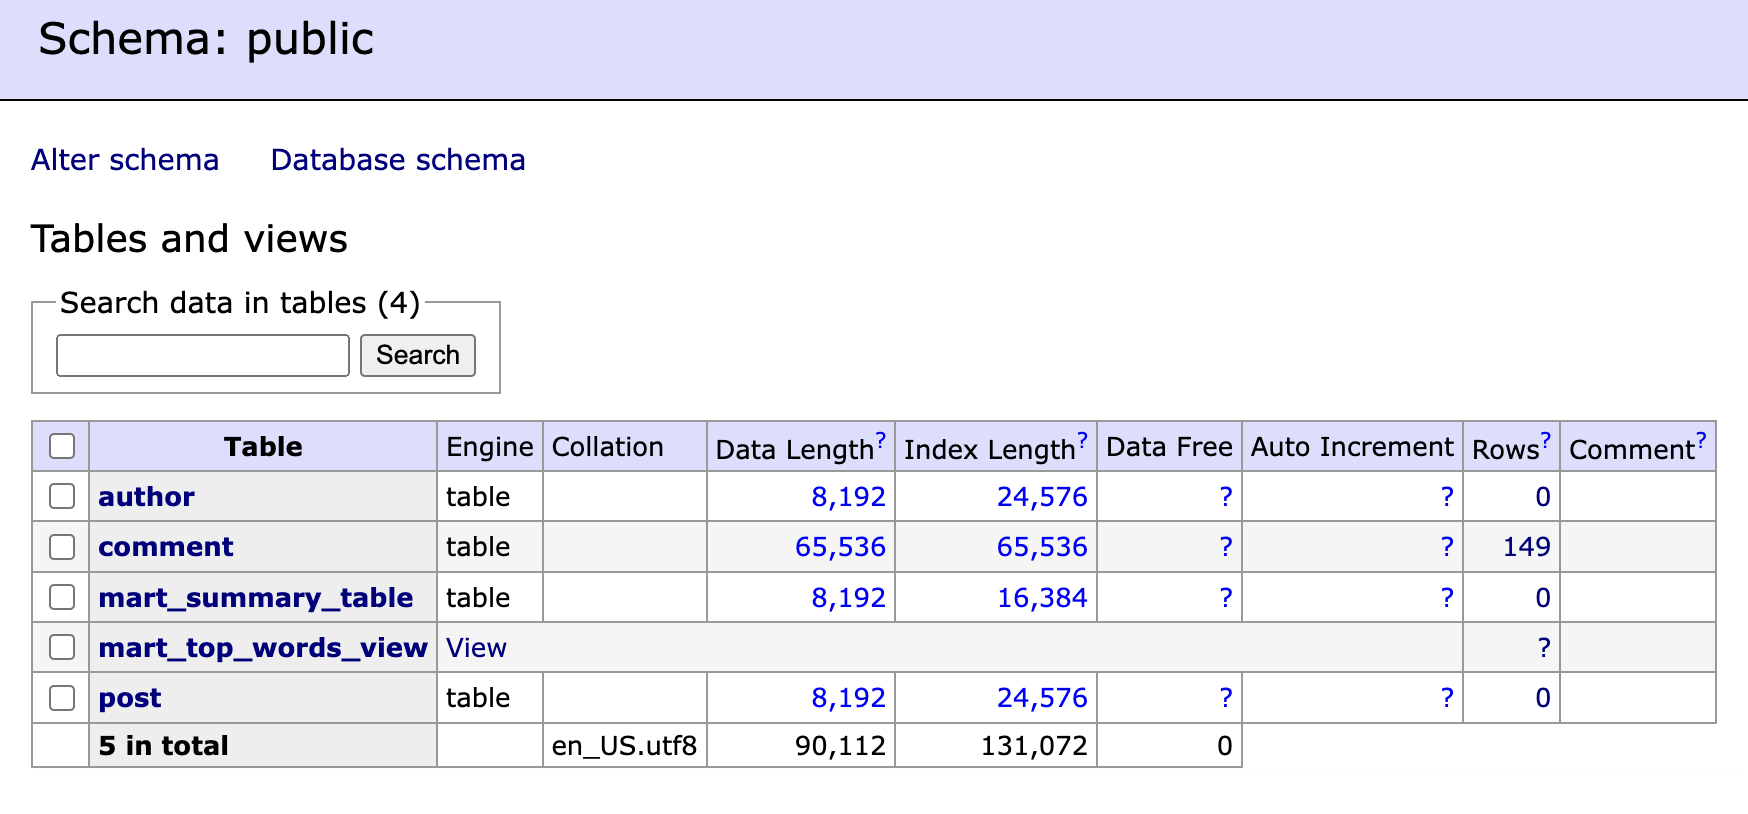 Schema: public
Alter schema Database schema
Tables and views
Search data in tables (4)
Search
Table Engine Collation Data Length? Index Length? Data Free Auto Increment Rows? Comment?
author table 8,192 24,576 ? ? 0
comment table 65,536 65,536 ? ? 149
mart_summary_table table 8,192 16,384 ? ? 0
mart_top_words_view View ?
post table 8,192 24,576 ? ? 0
5 in total en_US.utf8 90,112 131,072 0